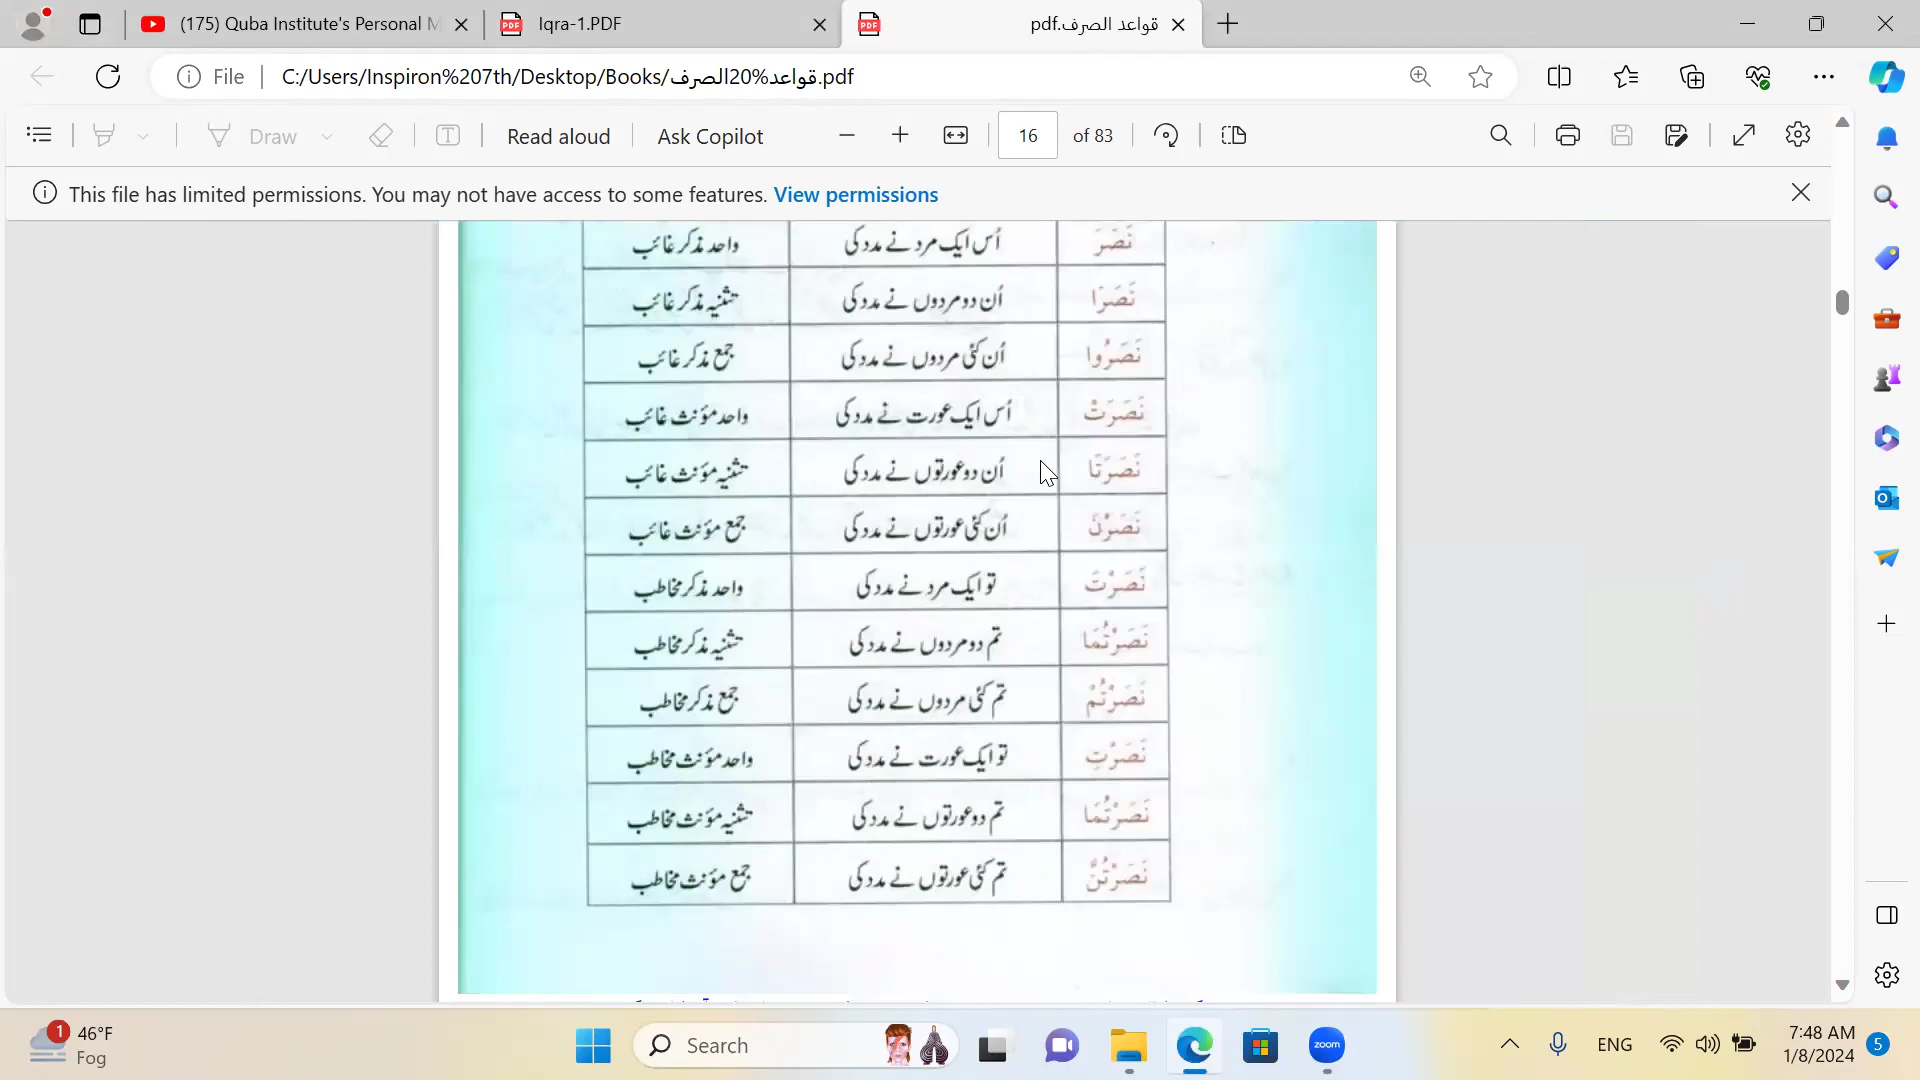 (175) Quba Institute's Personal M
Iqra-1.PDF
قواعد الصرف.pdf
File
C:/Users/Inspiron%207th/Desktop/Books/قواعد%20الصرف.pdf
Draw
Read aloud
Ask Copilot
16
of 83
This file has limited permissions. You may not have access to some features. View permissions
نَصَرَ اُس ایک مرد نے مدد کی واحد مذکر غائب
نَصَرَا اُن دو مردوں نے مدد کی تثنیہ مذکر غائب
نَصَرُوا اُن کئی مردوں نے مدد کی جمع مذکر غائب
نَصَرَتْ اُس ایک عورت نے مدد کی واحد مؤنث غائب
نَصَرَتَا اُن دو عورتوں نے مدد کی تثنیہ مؤنث غائب
نَصَرْنَ اُن کئی عورتوں نے مدد کی جمع مؤنث غائب
نَصَرْتَ تو ایک مرد نے مدد کی واحد مذکر مخاطب
نَصَرْتُمَا تم دو مردوں نے مدد کی تثنیہ مذکر مخاطب
نَصَرْتُمْ تم کئی مردوں نے مدد کی جمع مذکر مخاطب
نَصَرْتِ تو ایک عورت نے مدد کی واحد مؤنث مخاطب
نَصَرْتُمَا تم دو عورتوں نے مدد کی تثنیہ مؤنث مخاطب
نَصَرْتُنَّ تم کئی عورتوں نے مدد کی جمع مؤنث مخاطب
1
46°F
Fog
Search
zoom
ENG
7:48 AM
1/8/2024
5